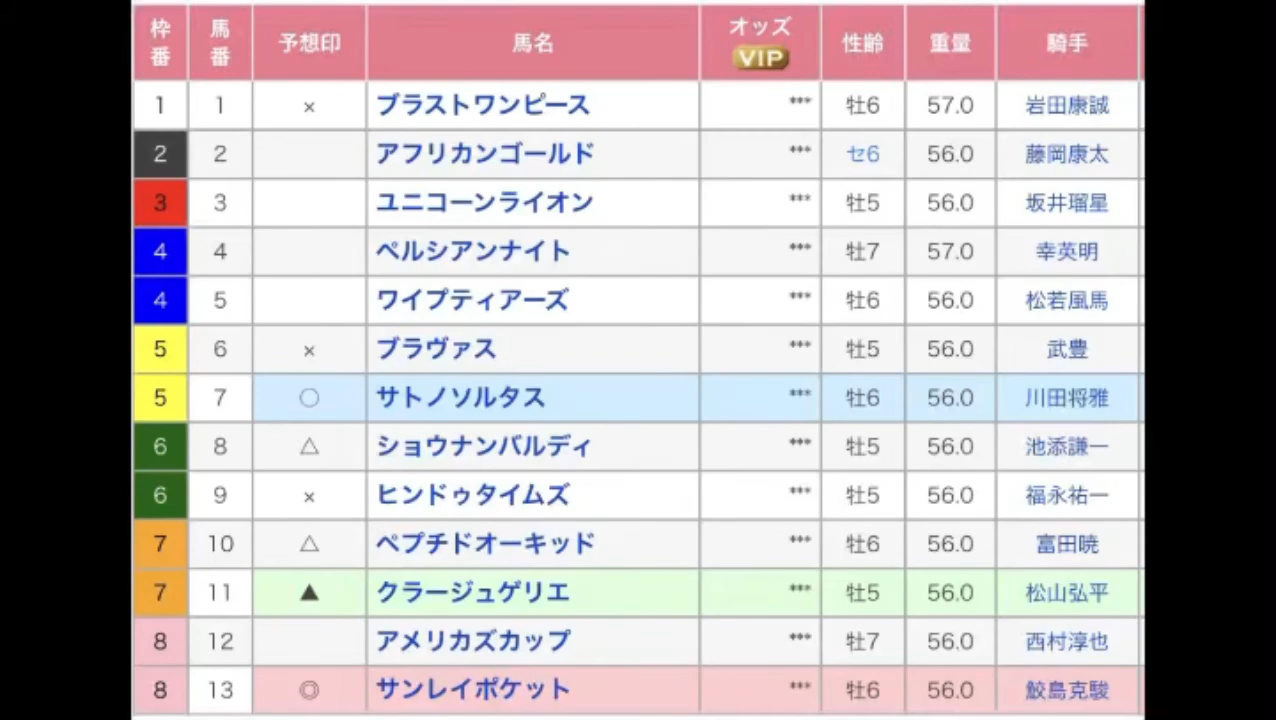 枠番 馬番 予想印 馬名 オッズ VIP 性齢 重量 騎手
1 1 × ブラストワンピース *** 牡6 57.0 岩田康誠
2 2 アフリカンゴールド *** セ6 56.0 藤岡康太
3 3 ユニコーンライオン *** 牡5 56.0 坂井瑠星
4 4 ペルシアンナイト *** 牡7 57.0 幸英明
4 5 ワイプティアーズ *** 牡6 56.0 松若風馬
5 6 × ブラヴァス *** 牡5 56.0 武豊
5 7 ○ サトノソルタス *** 牡6 56.0 川田将雅
6 8 △ ショウナンバルディ *** 牡5 56.0 池添謙一
6 9 × ヒンドゥタイムズ *** 牡5 56.0 福永祐一
7 10 △ ペプチドオーキッド *** 牡6 56.0 富田暁
7 11 ▲ クラージュゲリエ *** 牡5 56.0 松山弘平
8 12 アメリカズカップ *** 牡7 56.0 西村淳也
8 13 ◎ サンレイポケット *** 牡6 56.0 鮫島克駿